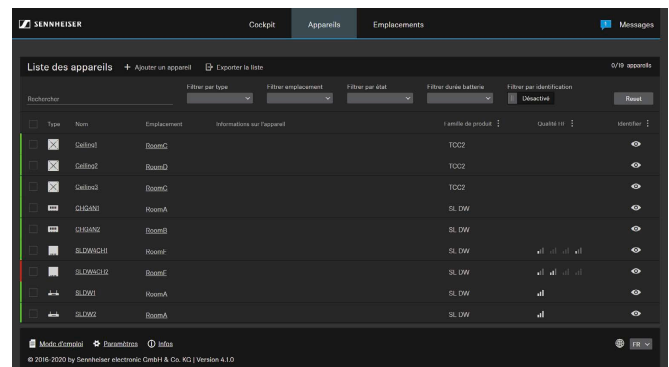 SENNHEISER Cockpit Appareils Emplacements Messages
Liste des appareils + Ajouter un appareil Exporter la liste 0/19 appareils
Filtrer par type Filtrer emplacement Filtrer par état Filtrer durée batterie Filtrer par identification
Rechercher Désactivé Reset
Type Nom Emplacement Informations sur l'appareil Famille de produit Qualité HF Identifier
Ceiling1 RoomC TCC2
Ceiling2 RoomD TCC2
Ceiling3 RoomC TCC2
CHG4N1 RoomA SL DW
CHG4N2 RoomB SL DW
SLDW4CH1 RoomF SL DW
SLDW4CH2 RoomF SL DW
SLDW1 RoomA SL DW
SLDW2 RoomA SL DW
Mode d'emploi Paramètres Infos FR
© 2016-2020 by Sennheiser electronic GmbH & Co. KG | Version 4.1.0